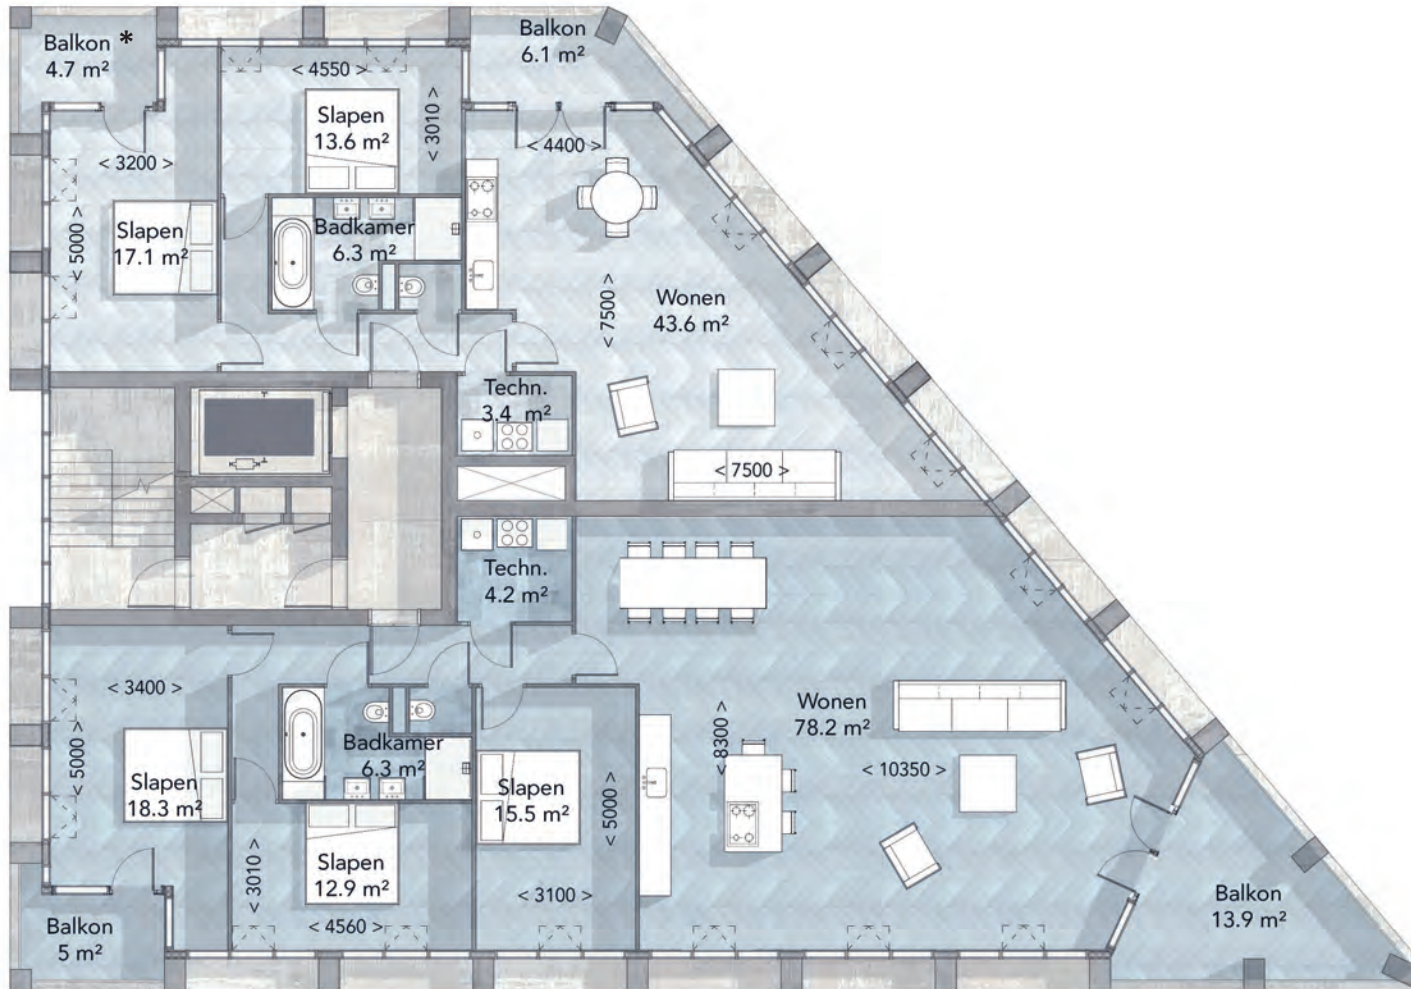 Balkon *
4.7 m²
Balkon
6.1 m²
< 4550 >
Slapen
13.6 m²
< 3010 >
< 4400 >
< 3200 >
Slapen
17.1 m²
< 5000 >
Badkamer
6.3 m²
Wonen
43.6 m²
< 7500 >
Techn.
3.4 m²
< 7500 >
Techn.
4.2 m²
< 3400 >
< 5000 >
Slapen
18.3 m²
Badkamer
6.3 m²
Slapen
15.5 m²
< 5000 >
Wonen
78.2 m²
< 8300 >
< 10350 >
Slapen
12.9 m²
< 3010 >
< 4560 >
< 3100 >
Balkon
5 m²
Balkon
13.9 m²